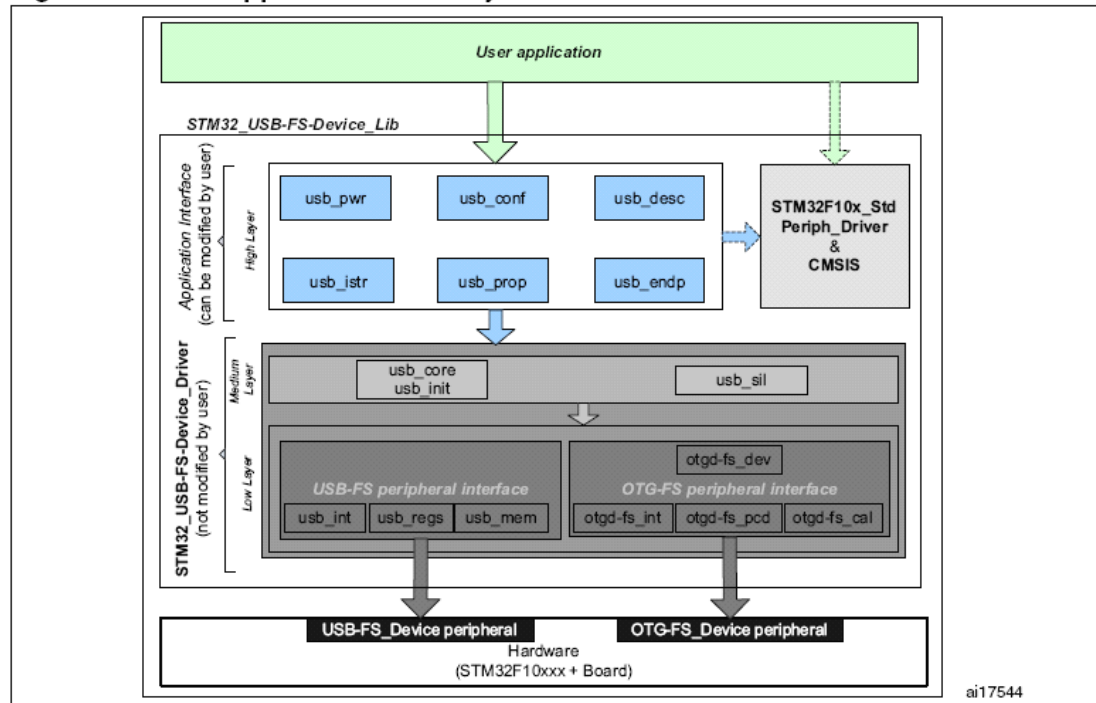 User application
STM32_USB-FS-Device_Lib
Application Interface
(can be modified by user)
High Layer
usb_pwr
usb_conf
usb_desc
usb_istr
usb_prop
usb_endp
STM32F10x_Std
Periph_Driver
&
CMSIS
STM32_USB-FS-Device_Driver
(not modified by user)
Medium
Layer
usb_core
usb_init
usb_sil
Low Layer
USB-FS peripheral interface
usb_int
usb_regs
usb_mem
otgd-fs_dev
OTG-FS peripheral interface
otgd-fs_int
otgd-fs_pcd
otgd-fs_cal
USB-FS_Device peripheral
OTG-FS_Device peripheral
Hardware
(STM32F10xxx + Board)
ai17544